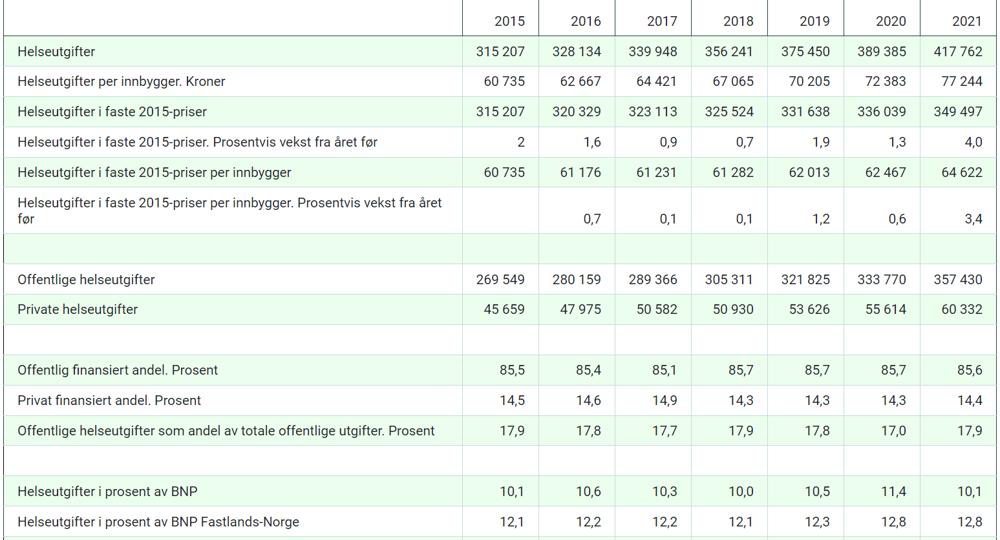 2015 2016 2017 2018 2019 2020 2021
Helseutgifter 315 207 328 134 339 948 356 241 375 450 389 385 417 762
Helseutgifter per innbygger. Kroner 60 735 62 667 64 421 67 065 70 205 72 383 77 244
Helseutgifter i faste 2015-priser 315 207 320 329 323 113 325 524 331 638 336 039 349 497
Helseutgifter i faste 2015-priser. Prosentvis vekst fra året før 2 1,6 0,9 0,7 1,9 1,3 4,0
Helseutgifter i faste 2015-priser per innbygger 60 735 61 176 61 231 61 282 62 013 62 467 64 622
Helseutgifter i faste 2015-priser per innbygger. Prosentvis vekst fra året
før 0,7 0,1 0,1 1,2 0,6 3,4
Offentlige helseutgifter 269 549 280 159 289 366 305 311 321 825 333 770 357 430
Private helseutgifter 45 659 47 975 50 582 50 930 53 626 55 614 60 332
Offentlig finansiert andel. Prosent 85,5 85,4 85,1 85,7 85,7 85,7 85,6
Privat finansiert andel. Prosent 14,5 14,6 14,9 14,3 14,3 14,3 14,4
Offentlige helseutgifter som andel av totale offentlige utgifter. Prosent 17,9 17,8 17,7 17,9 17,8 17,0 17,9
Helseutgifter i prosent av BNP 10,1 10,6 10,3 10,0 10,5 11,4 10,1
Helseutgifter i prosent av BNP Fastlands-Norge 12,1 12,2 12,2 12,1 12,3 12,8 12,8